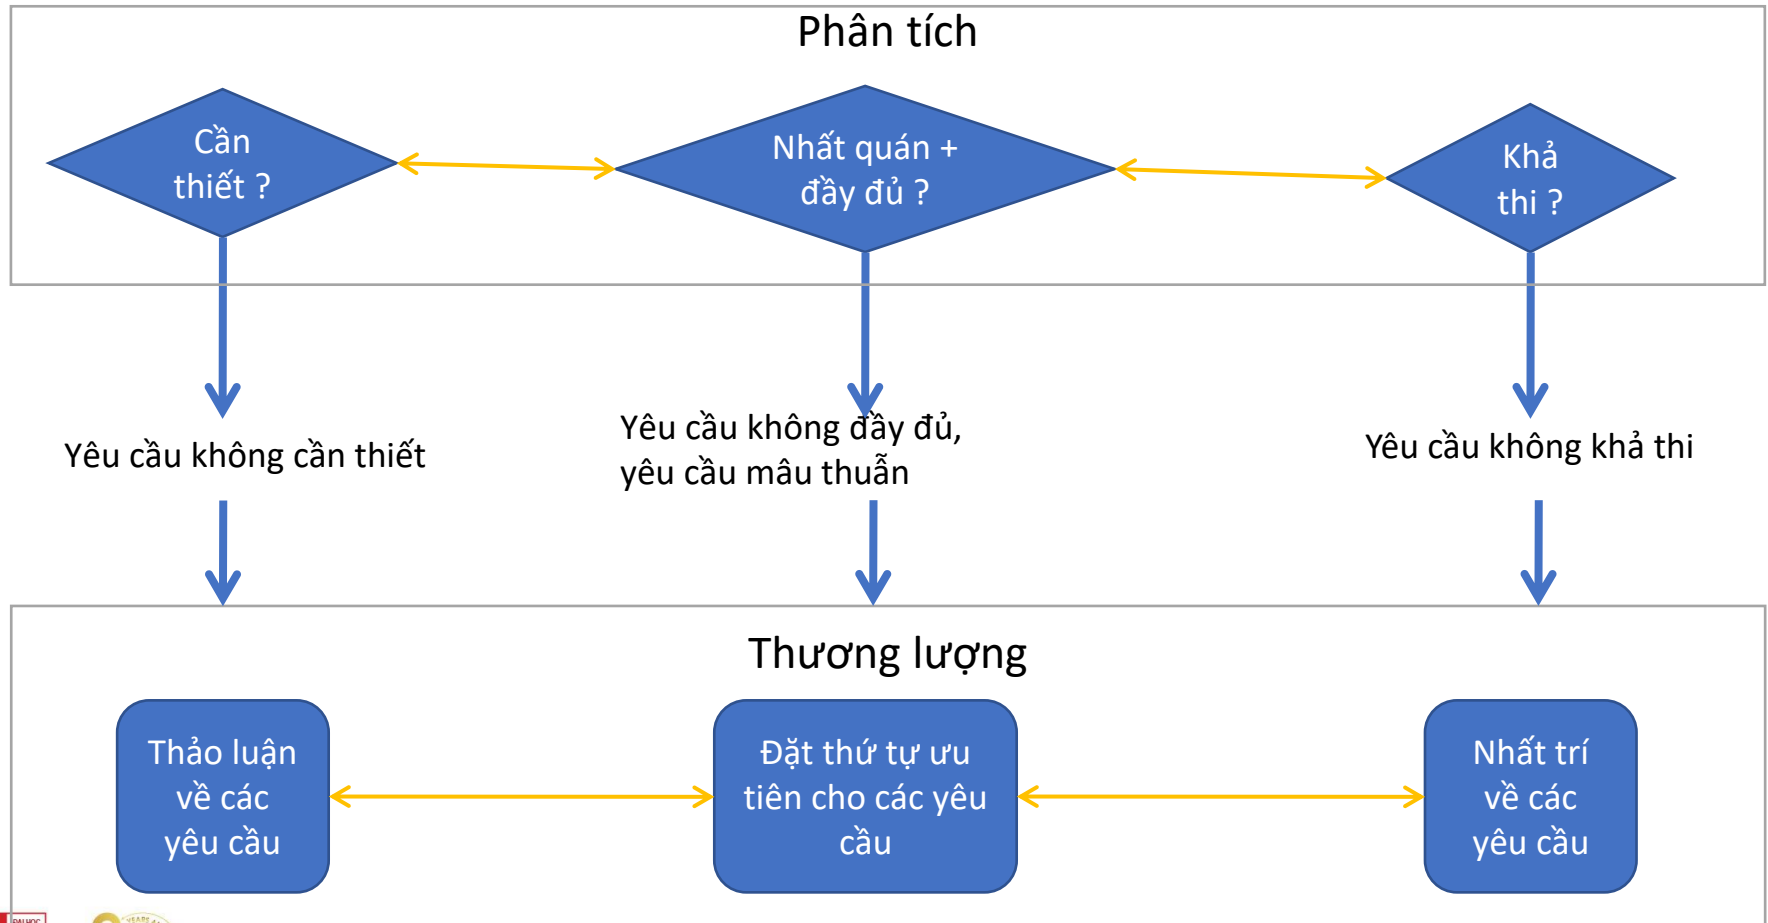 Phân tích
Cần
thiết ?
Nhất quán +
đầy đủ ?
Khả
thi ?
Yêu cầu không cần thiết
Yêu cầu không đầy đủ,
yêu cầu mâu thuẫn
Yêu cầu không khả thi
Thương lượng
Thảo luận
về các
yêu cầu
Đặt thứ tự ưu
tiên cho các yêu
cầu
Nhất trí
về các
yêu cầu
ĐẠI HỌC